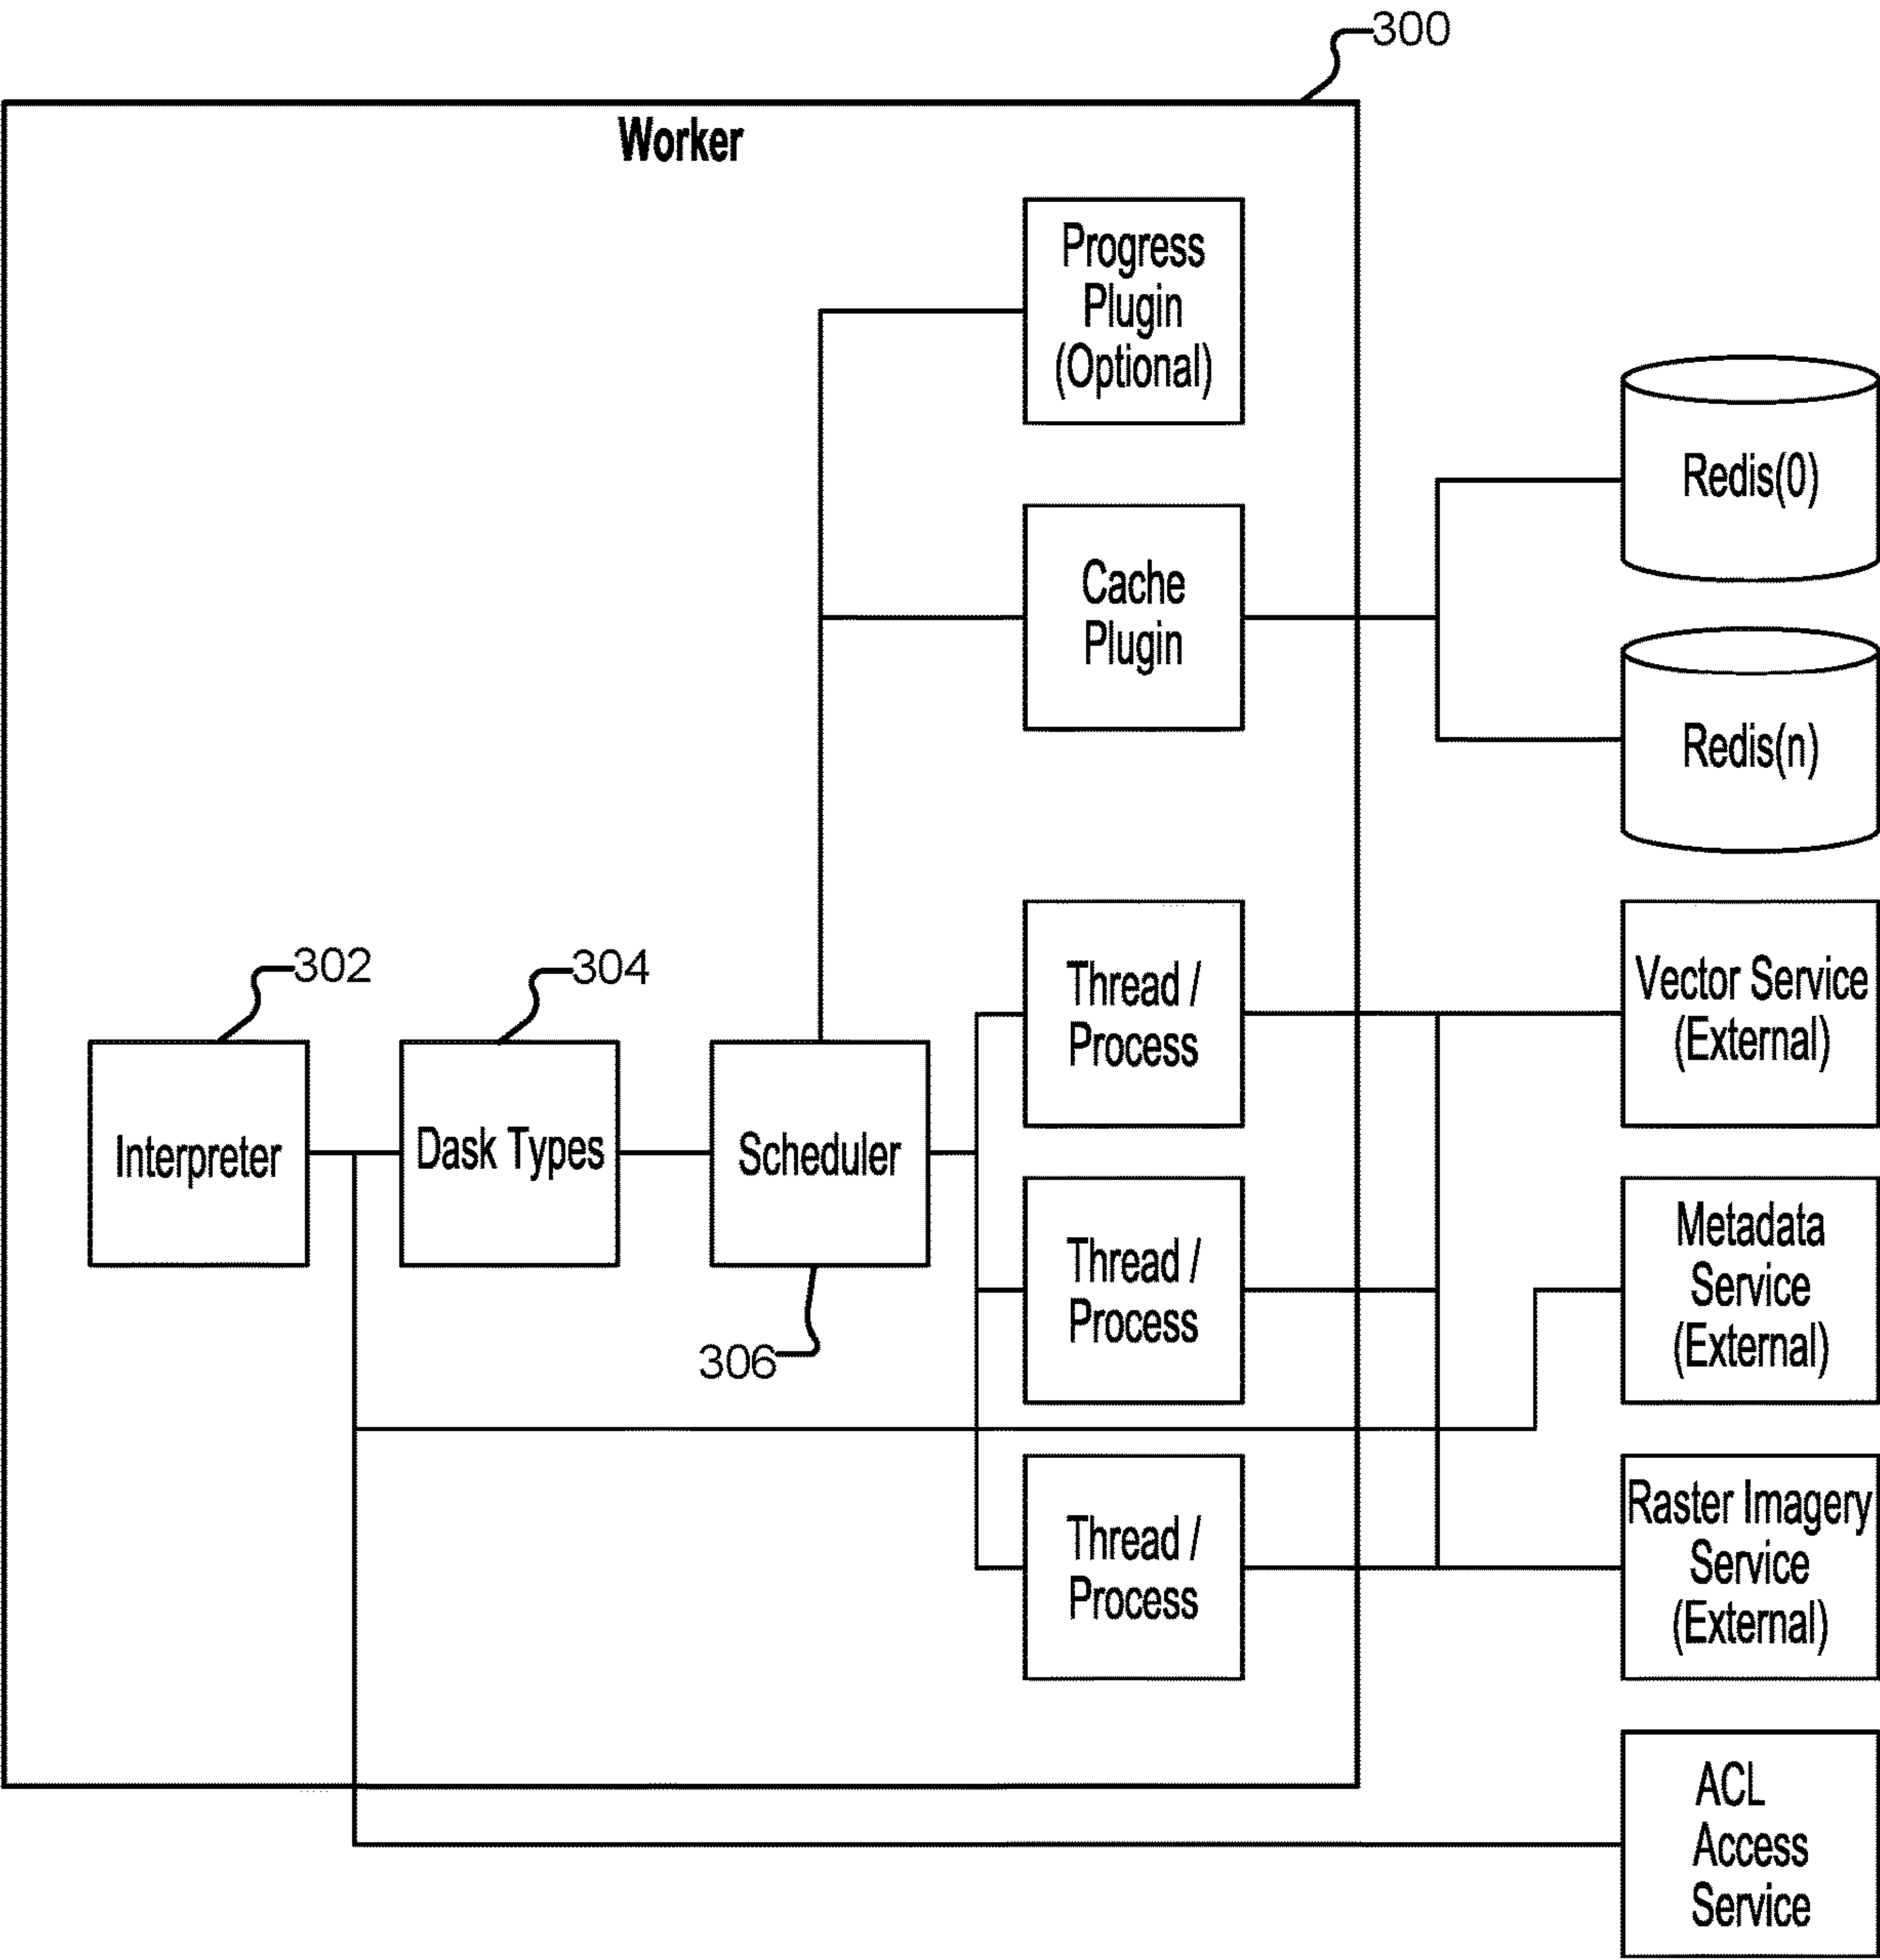 300
Worker
Progress
Plugin
(Optional)
Redis(0)
Cache
Plugin
Redis(n)
302
304
Thread /
Process
Vector Service
(External)
Interpreter
Dask Types
Scheduler
306
Thread /
Process
Metadata
Service
(External)
Thread /
Process
Raster Imagery
Service
(External)
ACL
Access
Service